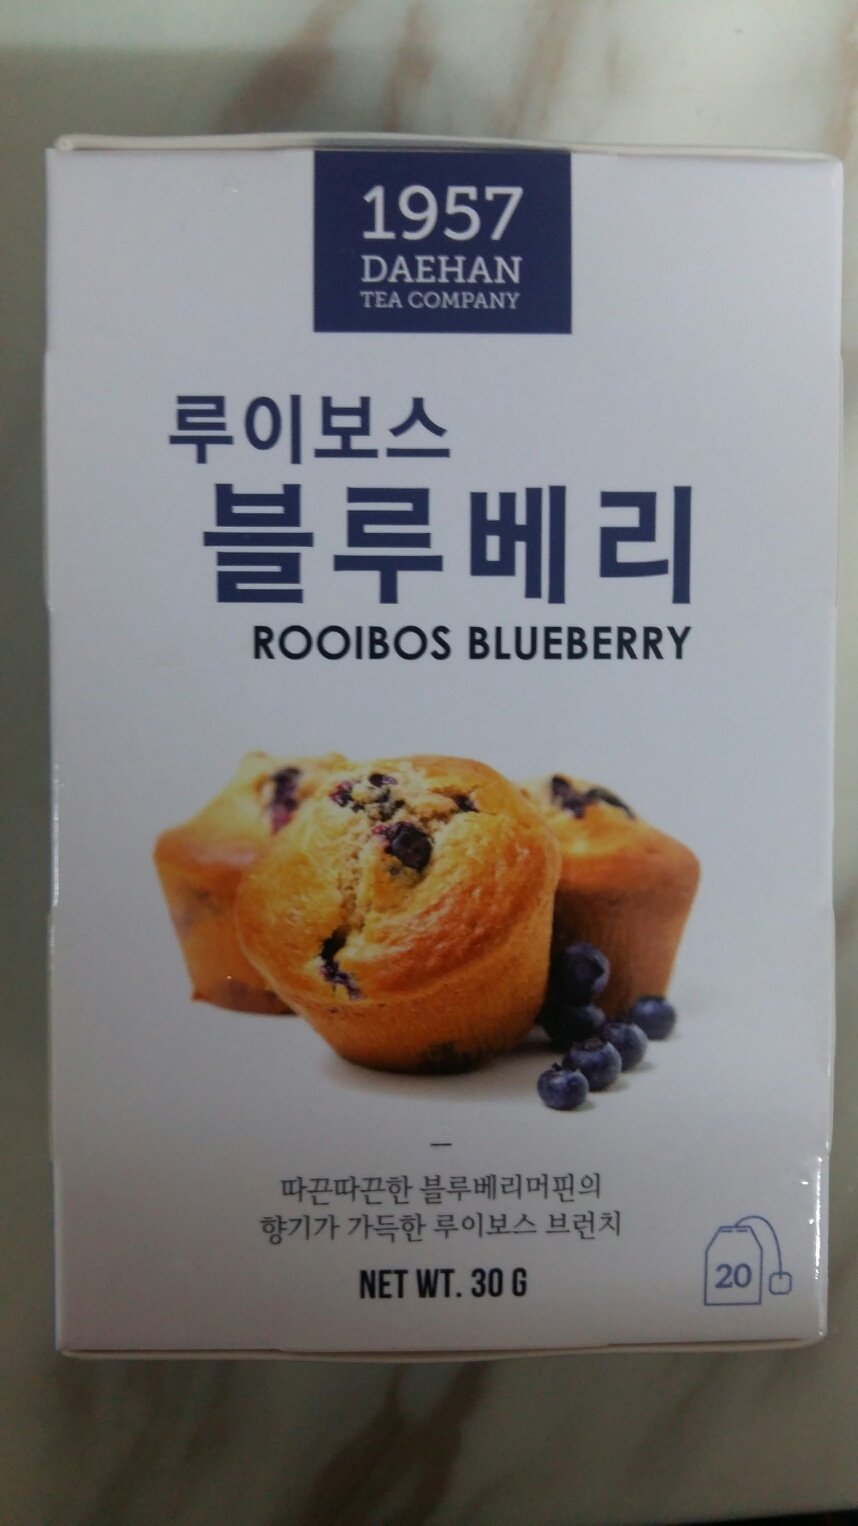 1957
DAEHAN
TEA COMPANY
루이보스
블루베리
ROOIBOS BLUEBERRY
따끈따끈한 블루베리머핀의
향기가 가득한 루이보스 브런치
NET WT. 30 G
20